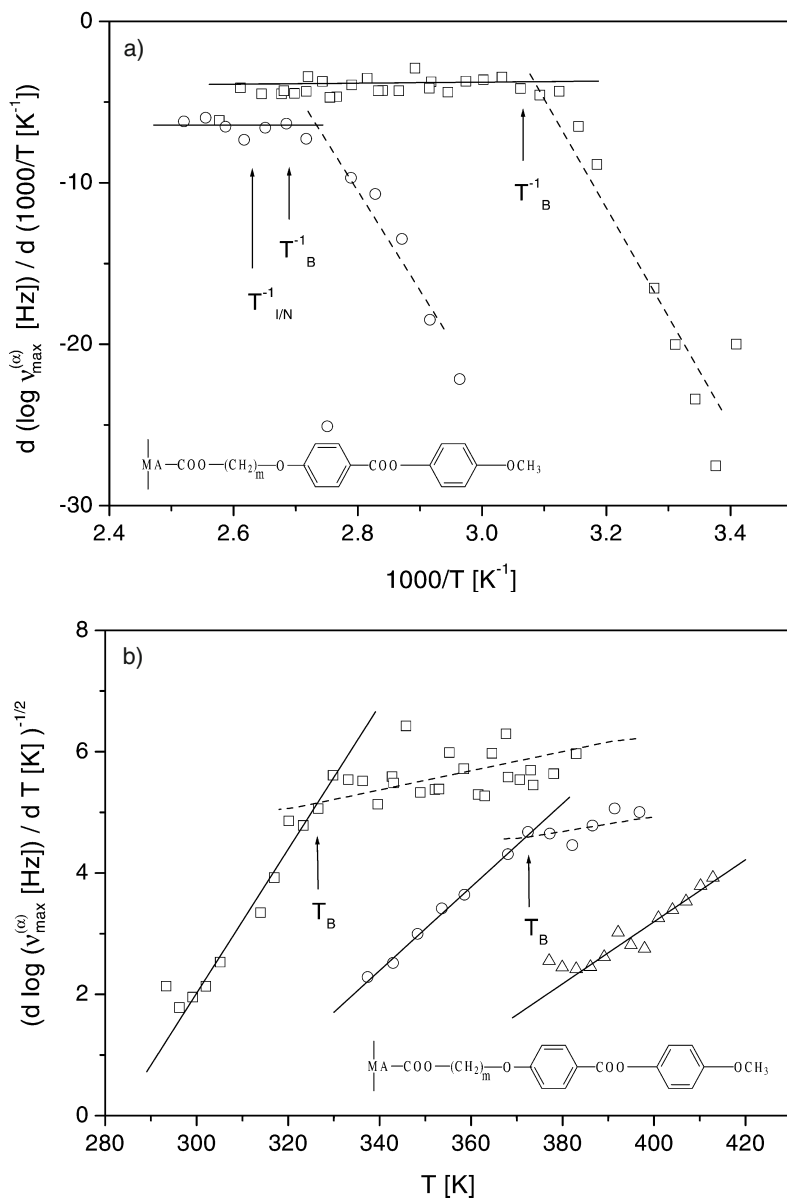 a)
0
-10
-20
-30
d (log ν_max^(α) [Hz]) / d (1000/T [K⁻¹])
T⁻¹_I/N
T⁻¹_B
T⁻¹_B
MA—COO—(CH₂)m—O—COO—OCH₃
2.4 2.6 2.8 3.0 3.2 3.4
1000/T [K⁻¹]
b)
8
6
4
2
0
(d log (ν_max^(α) [Hz]) / d T [K] )^-1/2
T_B
T_B
MA—COO—(CH₂)m—O—COO—OCH₃
280 300 320 340 360 380 400 420
T [K]